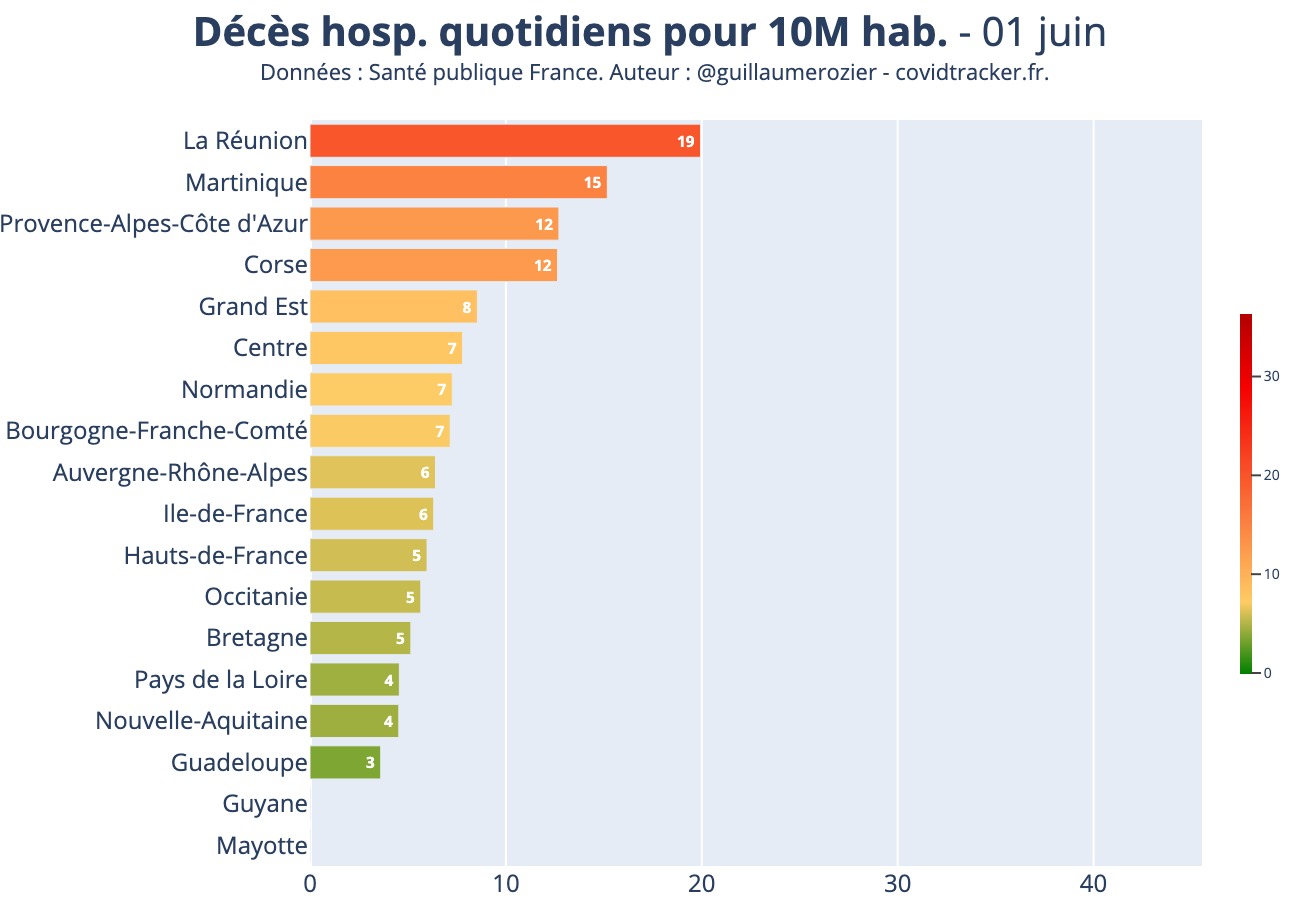 Décès hosp. quotidiens pour 10M hab. - 01 juin
Données : Santé publique France. Auteur : @guillaumerozier - covidtracker.fr.
La Réunion 19
Martinique 15
Provence-Alpes-Côte d'Azur 12
Corse 12
Grand Est 8
Centre 7
Normandie 7
Bourgogne-Franche-Comté 7
Auvergne-Rhône-Alpes 6
Ile-de-France 6
Hauts-de-France 5
Occitanie 5
Bretagne 5
Pays de la Loire 4
Nouvelle-Aquitaine 4
Guadeloupe 3
Guyane
Mayotte
0 10 20 30 40
30
20
10
0